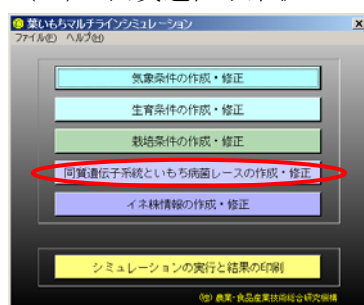 葉いもちマルチラインシミュレーション
ファイル(F) ヘルプ(H)
気象条件の作成・修正
生育条件の作成・修正
栽培条件の作成・修正
同質遺伝子系統といもち病菌レースの作成・修正
イネ株情報の作成・修正
シミュレーションの実行と結果の印刷
(独) 農業・食品産業技術総合研究機構